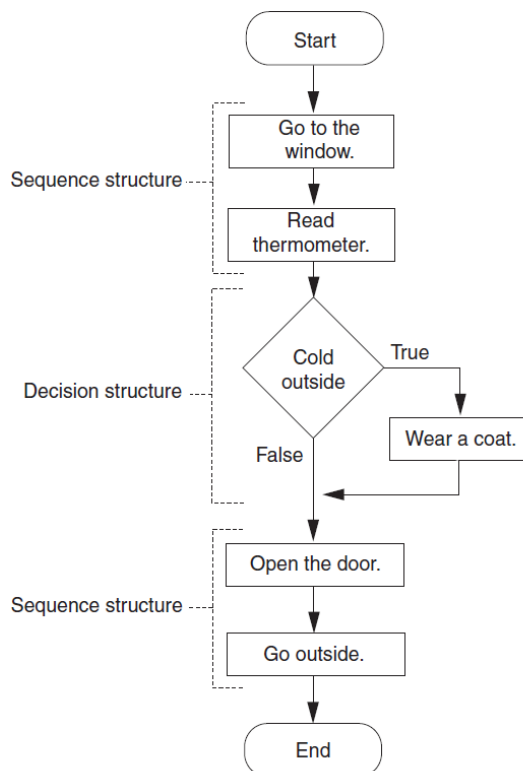 Start
Go to the
window.
Sequence structure
Read
thermometer.
Cold
outside
True
Decision structure
Wear a coat.
False
Open the door.
Sequence structure
Go outside.
End